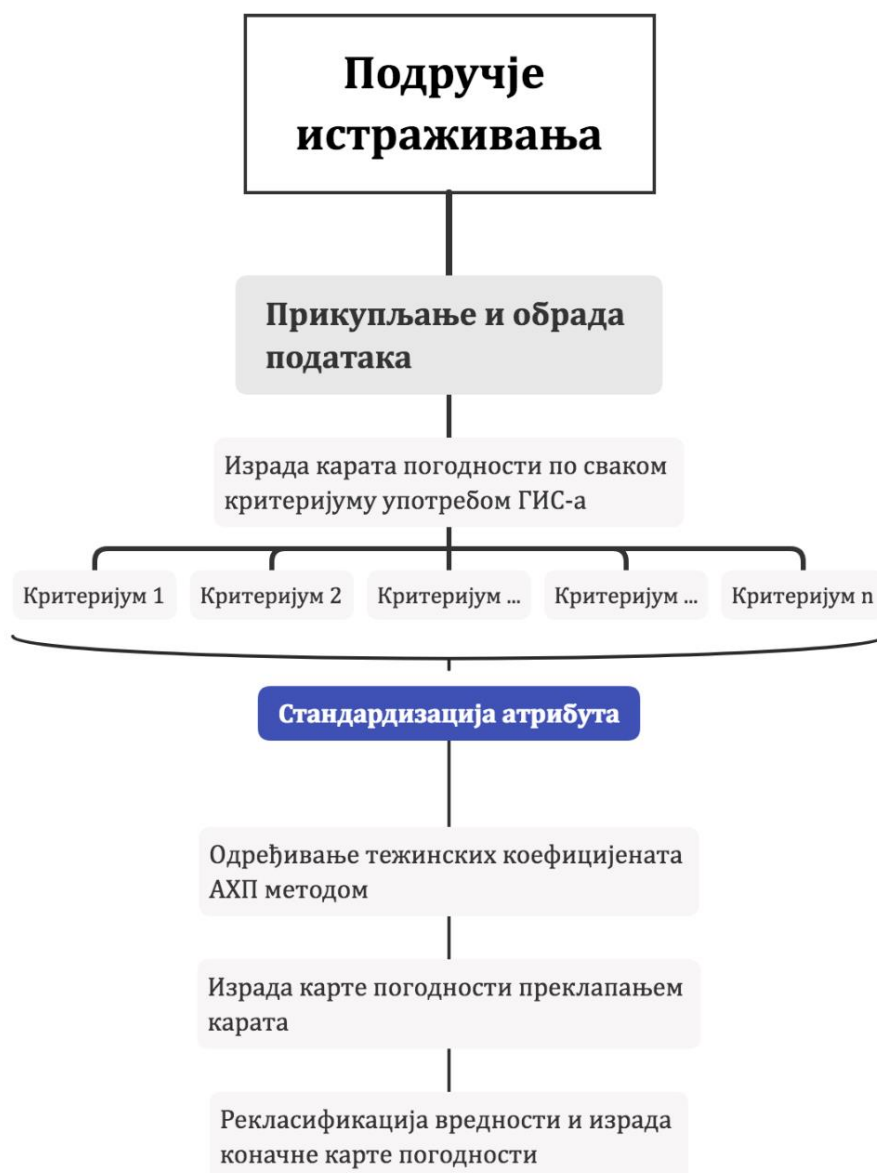 Подручје
истраживања
Прикупљање и обрада
података
Израда карата погодности по сваком
критеријуму употребом ГИС-а
Критеријум 1
Критеријум 2
Критеријум ...
Критеријум ...
Критеријум n
Стандардизација атрибута
Одређивање тежинских коефицијената
АХП методом
Израда карте погодности преклапањем
карата
Рекласификација вредности и израда
коначне карте погодности